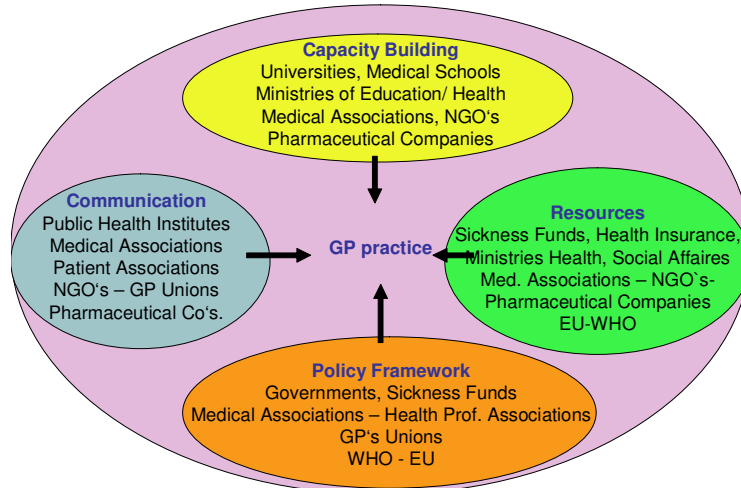 Capacity Building
Universities, Medical Schools
Ministries of Education/ Health
Medical Associations, NGO‘s
Pharmaceutical Companies
Communication
Public Health Institutes
Medical Associations
Patient Associations
NGO‘s – GP Unions
Pharmaceutical Co‘s.
GP practice
Resources
Sickness Funds, Health Insurance,
Ministries Health, Social Affaires
Med. Associations – NGO`s-
Pharmaceutical Companies
EU-WHO
Policy Framework
Governments, Sickness Funds
Medical Associations – Health Prof. Associations
GP‘s Unions
WHO - EU